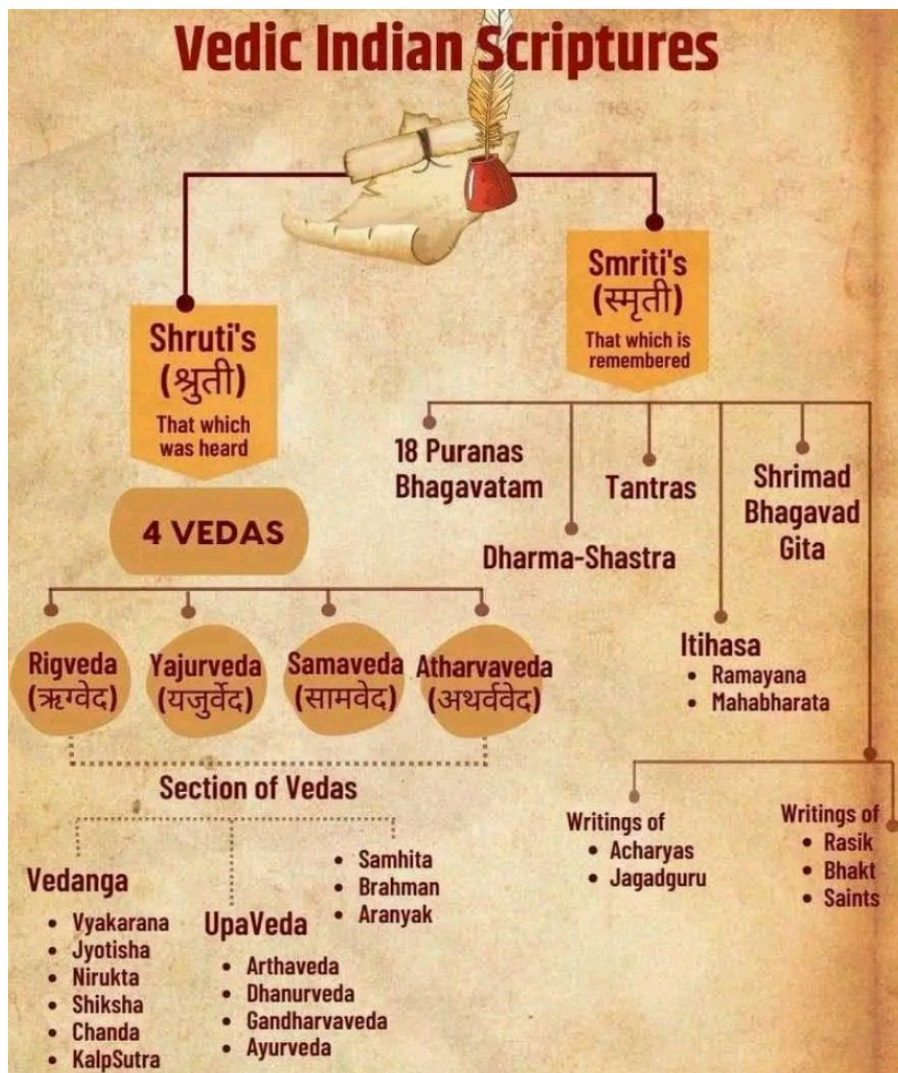 Vedic Indian Scriptures
Shruti's
(श्रुती)
That which
was heard
4 VEDAS
Rigveda
(ऋग्वेद)
Yajurveda
(यजुर्वेद)
Samaveda
(सामवेद)
Atharvaveda
(अथर्ववेद)
Section of Vedas
Vedanga
• Vyakarana
• Jyotisha
• Nirukta
• Shiksha
• Chanda
• KalpSutra
UpaVeda
• Arthaveda
• Dhanurveda
• Gandharvaveda
• Ayurveda
• Samhita
• Brahman
• Aranyak
Smriti's
(स्मृती)
That which is
remembered
18 Puranas
Bhagavatam
Dharma-Shastra
Tantras
Itihasa
• Ramayana
• Mahabharata
Shrimad
Bhagavad
Gita
Writings of
• Acharyas
• Jagadguru
Writings of
• Rasik
• Bhakt
• Saints